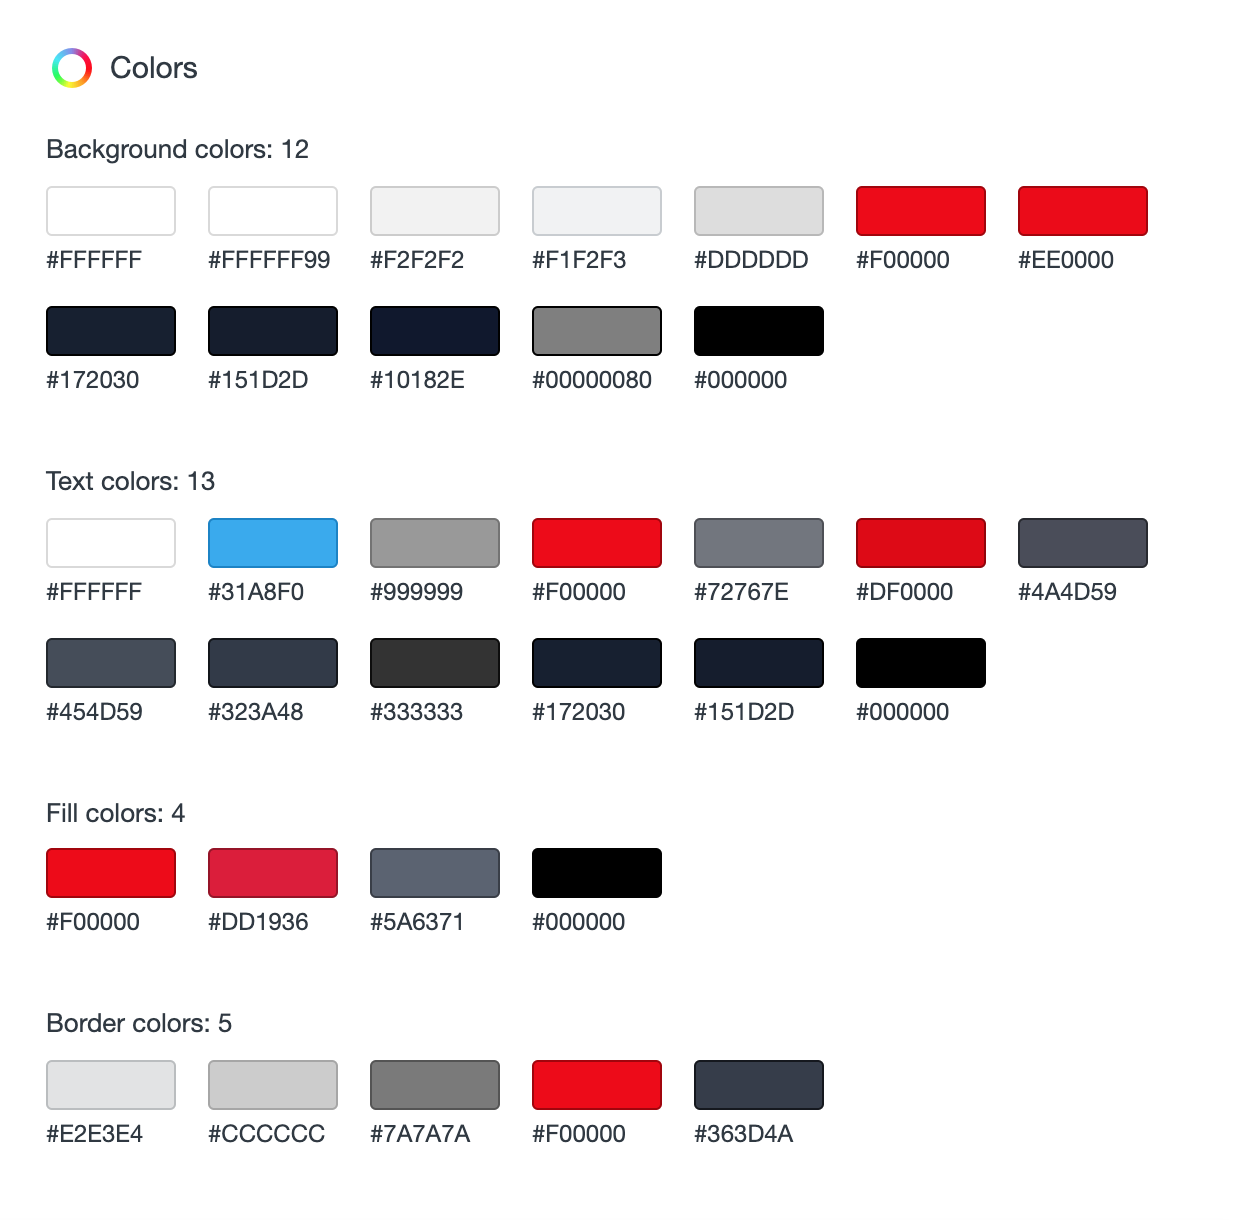 Colors
Background colors: 12
#FFFFFF #FFFFFF99 #F2F2F2 #F1F2F3 #DDDDDD #F00000 #EE0000
#172030 #151D2D #10182E #00000080 #000000
Text colors: 13
#FFFFFF #31A8F0 #999999 #F00000 #72767E #DF0000 #4A4D59
#454D59 #323A48 #333333 #172030 #151D2D #000000
Fill colors: 4
#F00000 #DD1936 #5A6371 #000000
Border colors: 5
#E2E3E4 #CCCCCC #7A7A7A #F00000 #363D4A